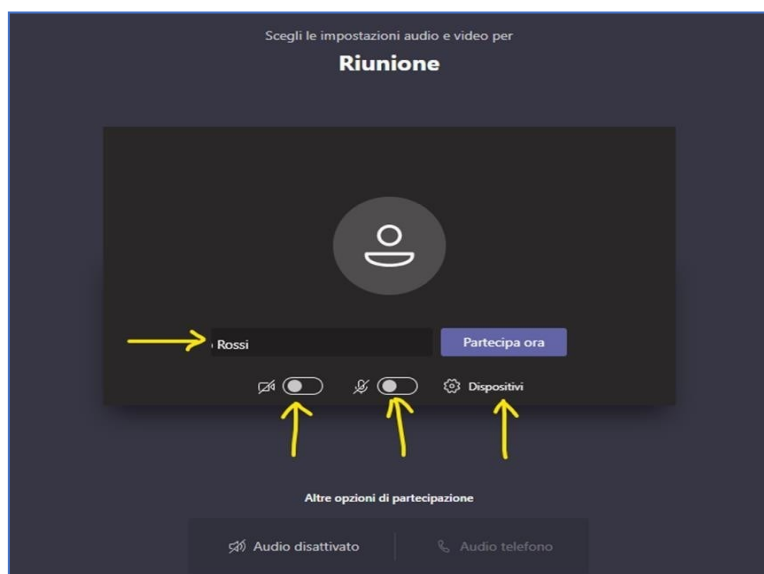 Scegli le impostazioni audio e video per
Riunione
Rossi
Partecipa ora
Dispositivi
Altre opzioni di partecipazione
Audio disattivato
Audio telefono